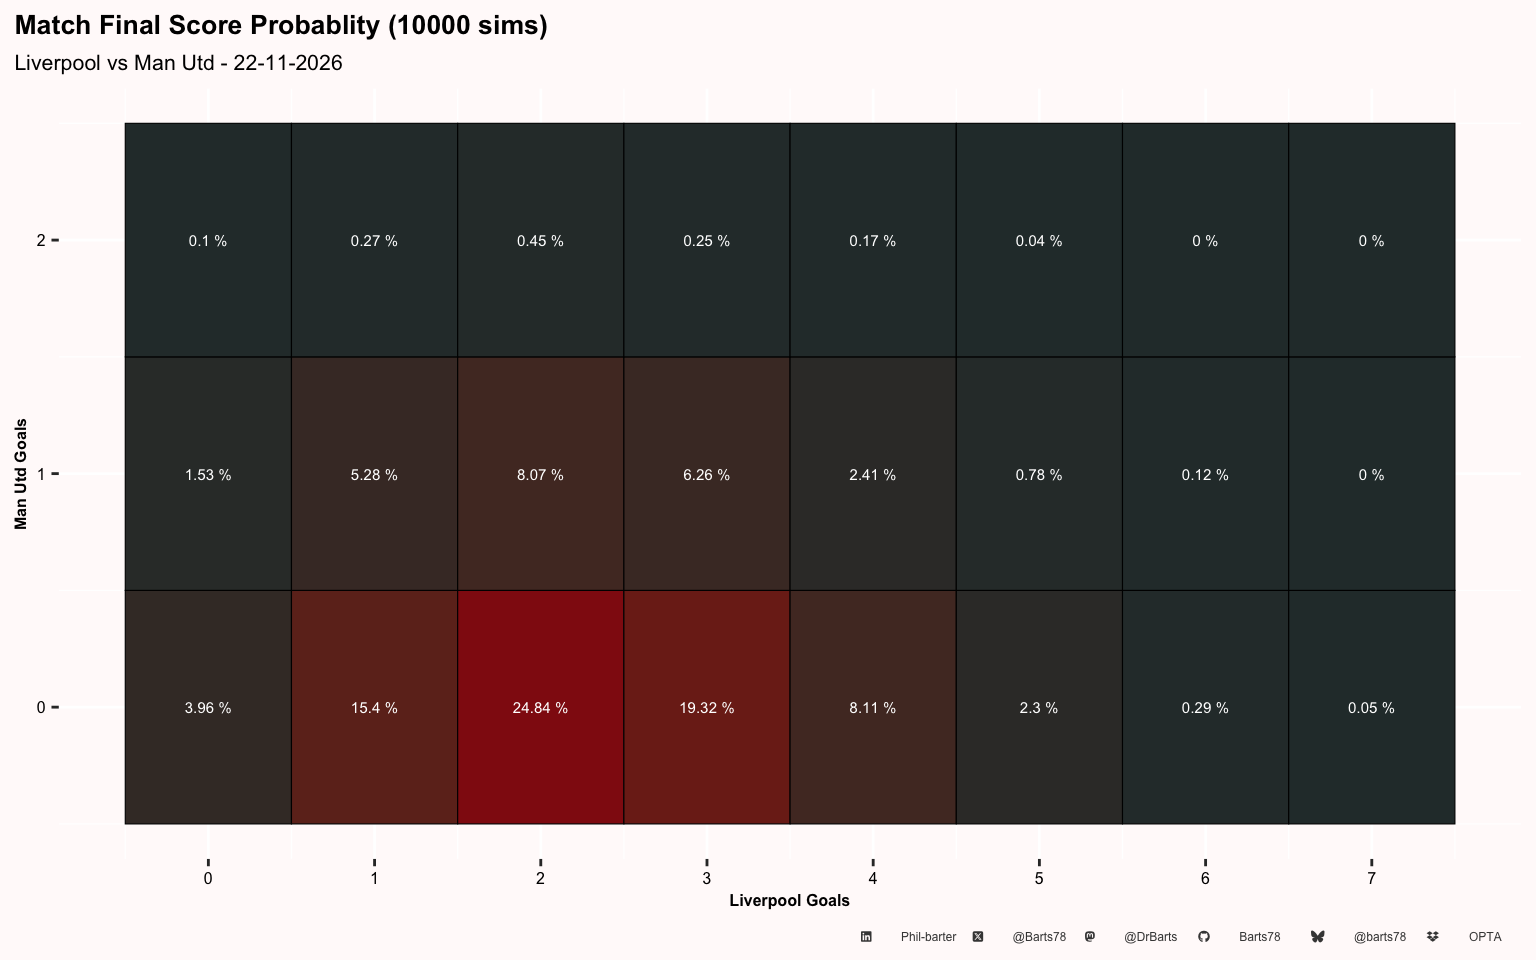 Match Final Score Probablity (10000 sims)
Liverpool vs Man Utd - 22-11-2026
Man Utd Goals
2
0.1 % 0.27 % 0.45 % 0.25 % 0.17 % 0.04 % 0 % 0 %
1
1.53 % 5.28 % 8.07 % 6.26 % 2.41 % 0.78 % 0.12 % 0 %
0
3.96 % 15.4 % 24.84 % 19.32 % 8.11 % 2.3 % 0.29 % 0.05 %
0 1 2 3 4 5 6 7
Liverpool Goals
Phil-barter @Barts78 @DrBarts Barts78 @barts78 OPTA